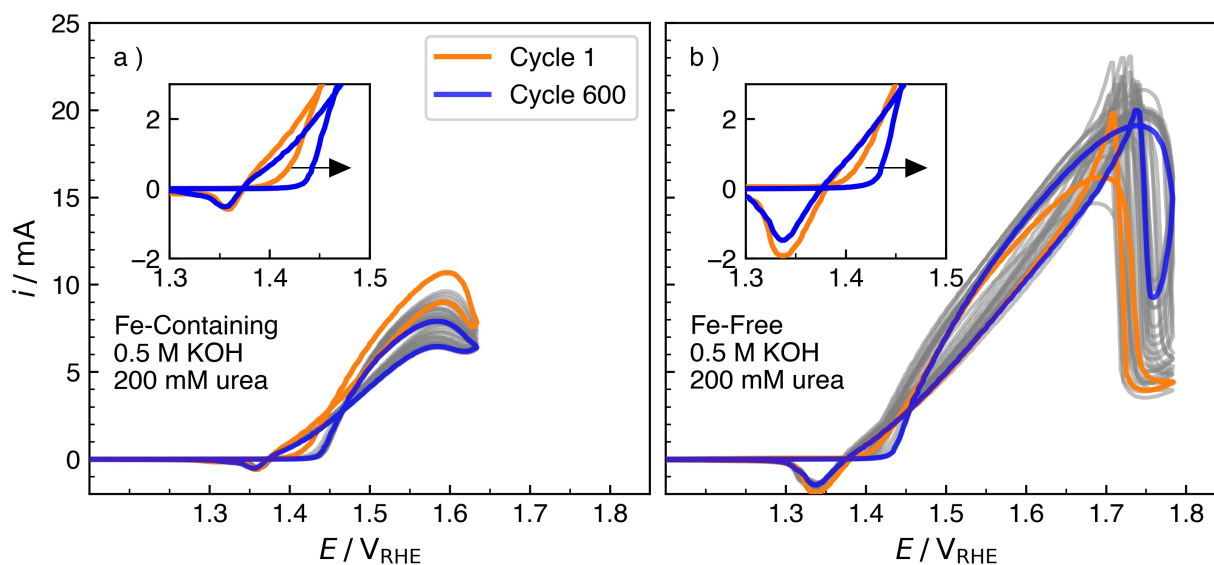 25
20
15
10
5
0
i / mA
a )
Cycle 1
Cycle 600
2
0
−2
1.3 1.4 1.5
Fe-Containing
0.5 M KOH
200 mM urea
1.3 1.4 1.5 1.6 1.7 1.8
E / VRHE
b )
2
0
−2
1.3 1.4 1.5
Fe-Free
0.5 M KOH
200 mM urea
1.3 1.4 1.5 1.6 1.7 1.8
E / VRHE